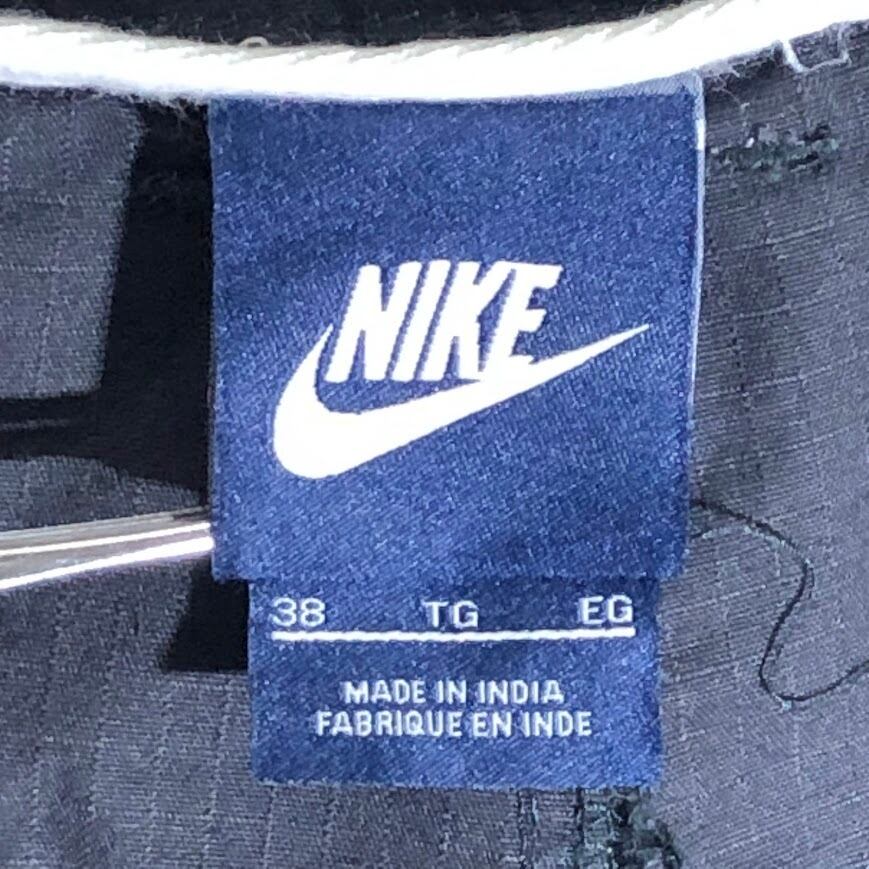 NIKE
38 TG EG
MADE IN INDIA
FABRIQUE EN INDE